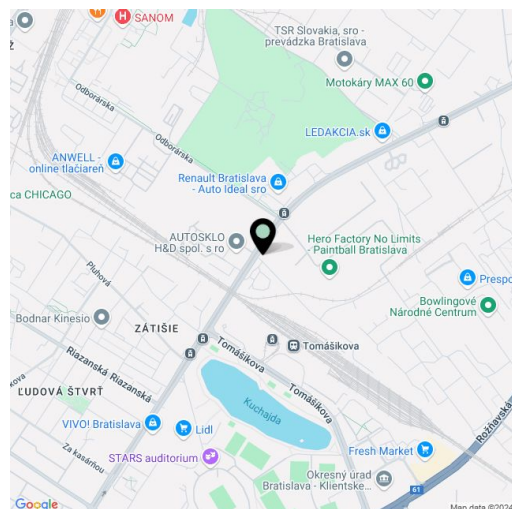 SANOM
TSR Slovakia, sro -
prevádzka Bratislava
Motokáry MAX 60
Odborárska
LEDAKCIA.sk
Odborárska
ANWELL -
online tlačiareň
Renault Bratislava
- Auto Ideal sro
ca CHICAGO
AUTOSKLO
H&D spol. s ro
Hero Factory No Limits
- Paintball Bratislava
Pluhová
Prespo
Bowlingové
Národné Centrum
Bodnar Kinesio
ZÁTIŠIE
Tomášikova
Tomášikova
Riazanská
Riazanská
Tomášikova
ĽUDOVÁ ŠTVRŤ
Kuchajda
VIVO! Bratislava
Lidl
Rožňavská
Za kasárňou
STARS auditorium
Fresh Market
Okresný úrad
Bratislava - Klientske...
61
Google
Map data ©2024